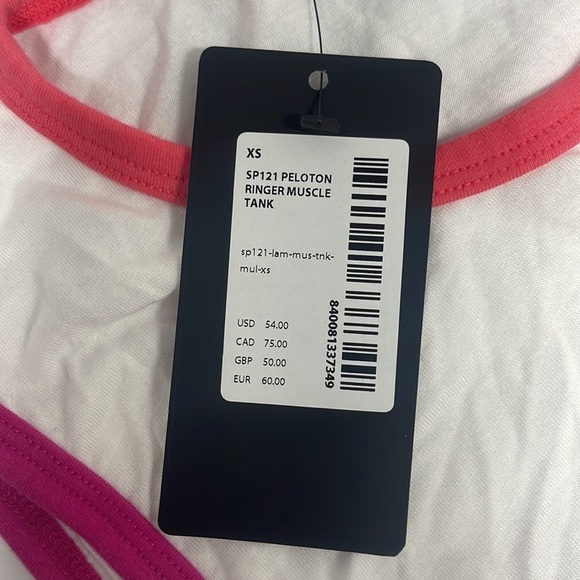 XS
SP121 PELOTON
RINGER MUSCLE
TANK
sp121-lam-mus-tnk-
mul-xs
USD 54.00
CAD 75.00
GBP 50.00
EUR 60.00
840081337349